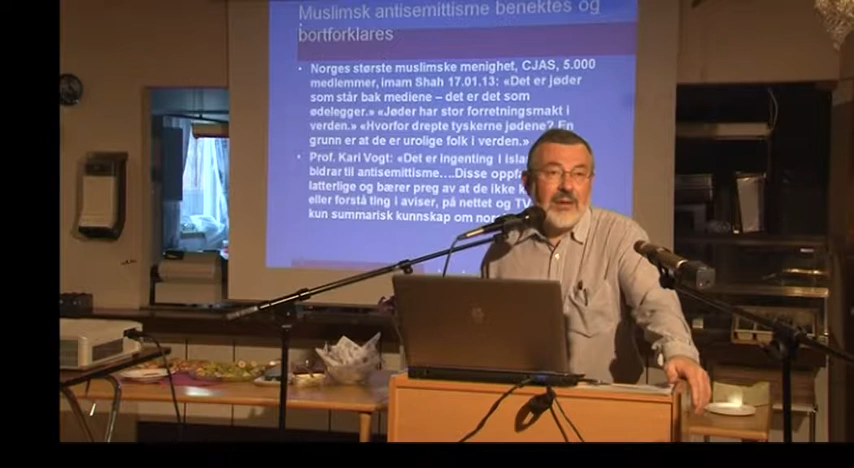 Muslimsk antisemittisme benektes og
bortforklares
• Norges største muslimske menighet, CJAS, 5.000
medlemmer, imam Shah 17.01.13: «Det er jøder
som står bak mediene – det er det som
ødelegger.» «Jøder har stor forretningsmakt i
verden.» «Hvorfor drepte tyskerne jødene? En
grunn er at de er urolige folk i verden.»
• Prof. Kari Vogt: «Det er ingenting i
bidrar til antisemittisme….Disse
latterlige og bærer preg av at de ikke
eller forstå ting i aviser, på nettet og
kun summarisk kunnskap om
hp